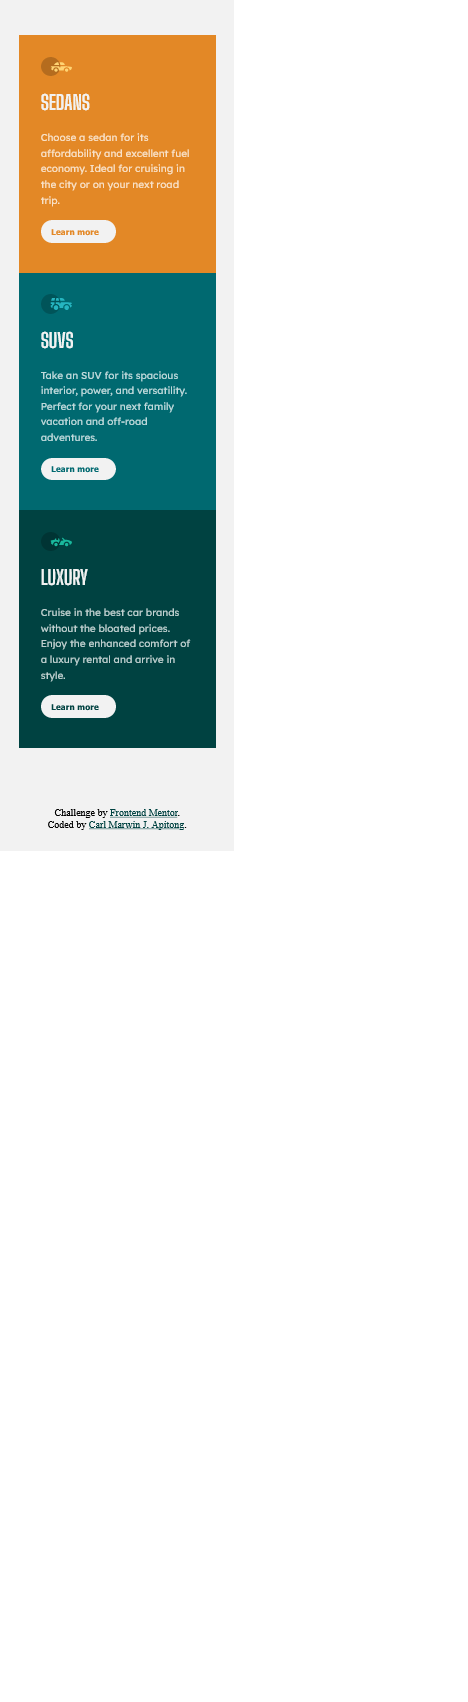 SEDANS
Choose a sedan for its
affordability and excellent fuel
economy. Ideal for cruising in
the city or on your next road
trip.
Learn more
SUVS
Take an SUV for its spacious
interior, power, and versatility.
Perfect for your next family
vacation and off-road
adventures.
Learn more
LUXURY
Cruise in the best car brands
without the bloated prices.
Enjoy the enhanced comfort of
a luxury rental and arrive in
style.
Learn more
Challenge by Frontend Mentor.
Coded by Carl Marwin J. Apitong.